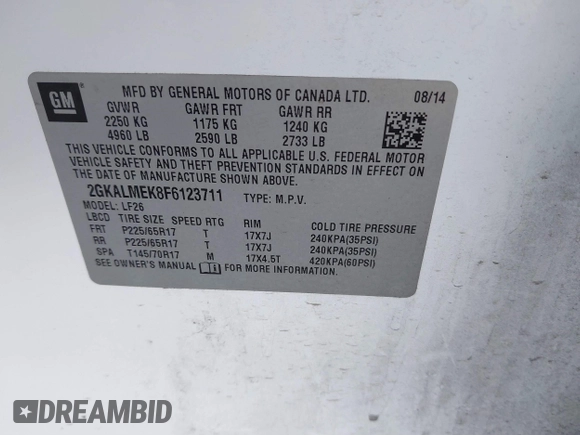 GM
MFD BY GENERAL MOTORS OF CANADA LTD. 08/14
GVWR GAWR FRT GAWR RR
2250 KG 1175 KG 1240 KG
4960 LB 2590 LB 2733 LB
THIS VEHICLE CONFORMS TO ALL APPLICABLE U.S. FEDERAL MOTOR
VEHICLE SAFETY AND THEFT PREVENTION STANDARDS IN EFFECT ON
THE DATE OF MANUFACTURE SHOWN ABOVE.
2GKALMEK8F6123711 TYPE: M.P.V.
MODEL: LF26
LBCD TIRE SIZE SPEED RTG RIM COLD TIRE PRESSURE
FRT P225/65R17 T 17X7J 240KPA(35PSI)
RR P225/65R17 T 17X7J 240KPA(35PSI)
SPA T145/70R17 M 17X4.5T 420KPA(60PSI)
SEE OWNER'S MANUAL FOR MORE INFORMATION.
DREAMBID